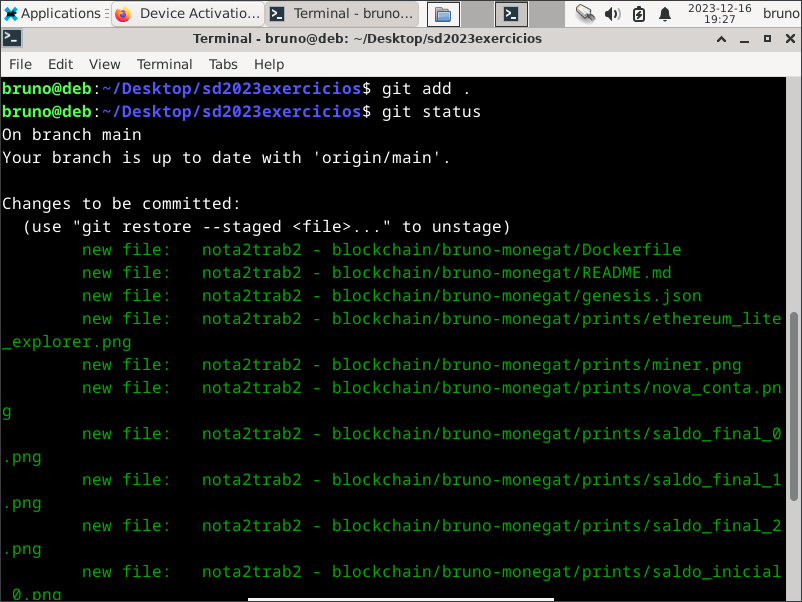 Applications
Device Activatio...
Terminal - bruno...
2023-12-16
19:27
bruno
Terminal - bruno@deb: ~/Desktop/sd2023exercicios
File Edit View Terminal Tabs Help
bruno@deb:~/Desktop/sd2023exercicios$ git add .
bruno@deb:~/Desktop/sd2023exercicios$ git status
On branch main
Your branch is up to date with 'origin/main'.
Changes to be committed:
(use "git restore --staged <file>..." to unstage)
new file: nota2trab2 - blockchain/bruno-monegat/Dockerfile
new file: nota2trab2 - blockchain/bruno-monegat/README.md
new file: nota2trab2 - blockchain/bruno-monegat/genesis.json
new file: nota2trab2 - blockchain/bruno-monegat/prints/ethereum_lite
_explorer.png
new file: nota2trab2 - blockchain/bruno-monegat/prints/miner.png
new file: nota2trab2 - blockchain/bruno-monegat/prints/nova_conta.pn
g
new file: nota2trab2 - blockchain/bruno-monegat/prints/saldo_final_0
.png
new file: nota2trab2 - blockchain/bruno-monegat/prints/saldo_final_1
.png
new file: nota2trab2 - blockchain/bruno-monegat/prints/saldo_final_2
.png
new file: nota2trab2 - blockchain/bruno-monegat/prints/saldo_inicial
_0.png